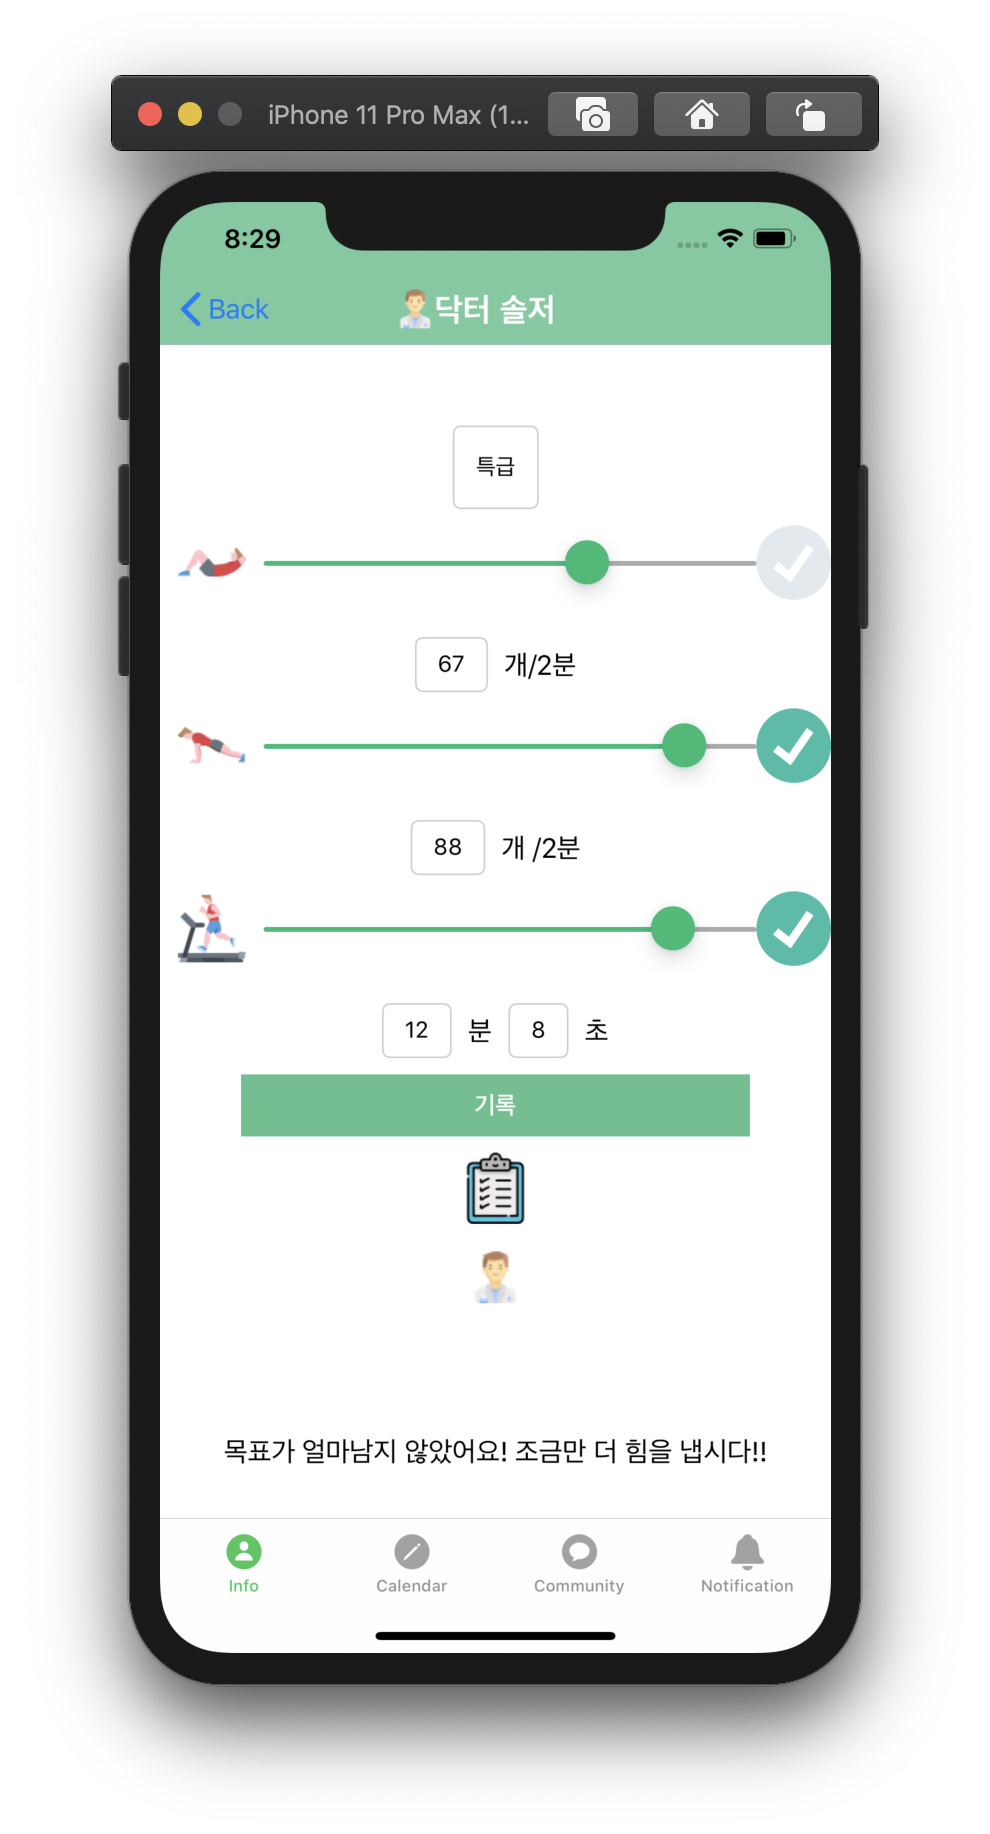 iPhone 11 Pro Max (1...
8:29
Back
닥터 솔저
특급
67 개/2분
88 개 /2분
12 분 8 초
기록
목표가 얼마남지 않았어요! 조금만 더 힘을 냅시다!!
Info Calendar Community Notification